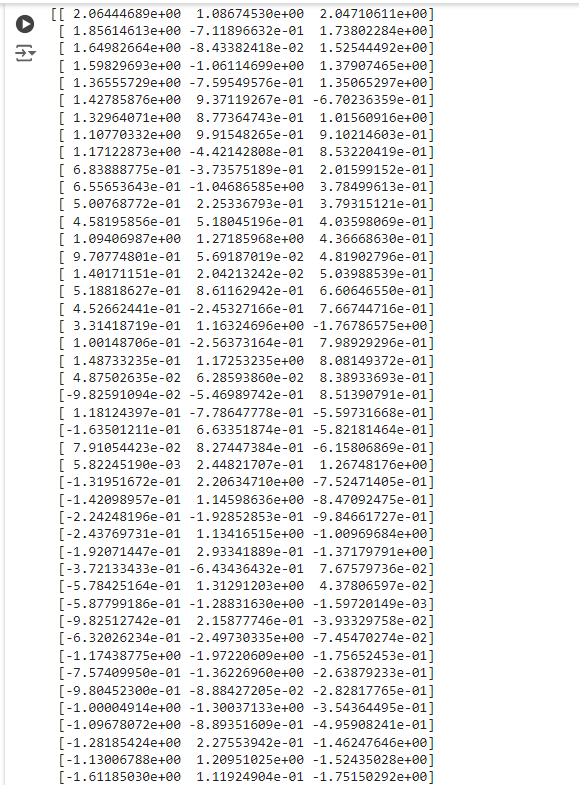 [[ 2.06444689e+00  1.08674530e+00  2.04710611e+00]
 [ 1.85614613e+00 -7.11896632e-01  1.73802284e+00]
 [ 1.64982664e+00 -8.43382418e-02  1.52544492e+00]
 [ 1.59829693e+00 -1.06114699e+00  1.37907465e+00]
 [ 1.36555729e+00 -7.59549576e-01  1.35065297e+00]
 [ 1.42785876e+00  9.37119267e-01 -6.70236359e-01]
 [ 1.32964071e+00  8.77364743e-01  1.01560916e+00]
 [ 1.10770332e+00  9.91548265e-01  9.10214603e-01]
 [ 1.17122873e+00 -4.42142808e-01  8.53220419e-01]
 [ 6.83888775e-01 -3.73575189e-01  2.01599152e-01]
 [ 6.55653643e-01 -1.04686585e+00  3.78499613e-01]
 [ 5.00768772e-01  2.25336793e-01  3.79315121e-01]
 [ 4.58195856e-01  5.18045196e-01  4.03598069e-01]
 [ 1.09406987e+00  1.27185968e+00  4.36668630e-01]
 [ 9.70774801e-01  5.69187019e-02  4.81902796e-01]
 [ 1.40171151e-01  2.04213242e-02  5.03988539e-01]
 [ 5.18818627e-01  8.61162942e-01  6.60646550e-01]
 [ 4.52662441e-01 -2.45327166e-01  7.66744716e-01]
 [ 3.31418719e-01  1.16324696e+00 -1.76786575e+00]
 [ 1.00148706e-01 -2.56373164e-01  7.98929296e-01]
 [ 1.48733235e-01  1.17253235e+00  8.08149372e-01]
 [ 4.87502635e-02  6.28593860e-02  8.38933693e-01]
 [-9.82591094e-02 -5.46989742e-01  8.51390791e-01]
 [ 1.18124397e-01 -7.78647778e-01 -5.59731668e-01]
 [-1.63501211e-01  6.63351874e-01 -5.82181464e-01]
 [ 7.91054423e-02  8.27447384e-01 -6.15806869e-01]
 [ 5.82245190e-03  2.44821707e-01  1.26748176e+00]
 [-1.31951672e-01  2.20634710e+00 -7.52471405e-01]
 [-1.42098957e-01  1.14598636e+00 -8.47092475e-01]
 [-2.24248196e-01 -1.92852853e-01 -9.84661727e-01]
 [-2.43769731e-01  1.13416515e+00 -1.00969684e+00]
 [-1.92071447e-01  2.93341889e-01 -1.37179791e+00]
 [-3.72133433e-01 -6.43436432e-01  7.67579736e-02]
 [-5.78425164e-01  1.31291203e+00  4.37806597e-02]
 [-5.87799186e-01 -1.28831630e+00 -1.59720149e-03]
 [-9.82512742e-01  2.15877746e-01 -3.93329758e-02]
 [-6.32026234e-01 -2.49730335e+00 -7.45470274e-02]
 [-1.17438775e+00 -1.97220609e+00 -1.75652453e-01]
 [-7.57409950e-01 -1.36226960e+00 -2.63879233e-01]
 [-9.80452300e-01 -8.88427205e-02 -2.82817765e-01]
 [-1.00004914e+00 -1.30037133e+00 -3.54364495e-01]
 [-1.09678072e+00 -8.89351609e-01 -4.95908241e-01]
 [-1.28185424e+00  2.27553942e-01 -1.46247646e+00]
 [-1.13006788e+00  1.20951025e+00 -1.52435028e+00]
 [-1.61185030e+00  1.11924904e-01 -1.75150292e+00]